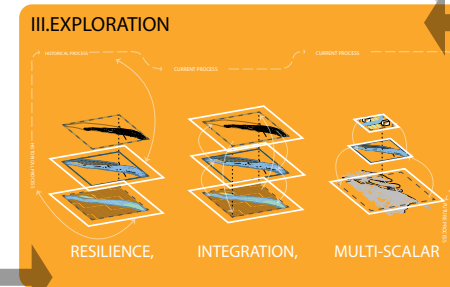 III.EXPLORATION
HISTORICAL PROCESS
CURRENT PROCESS
CURRENT PROCESS
RESILIENCE,
INTEGRATION,
MULTI-SCALAR